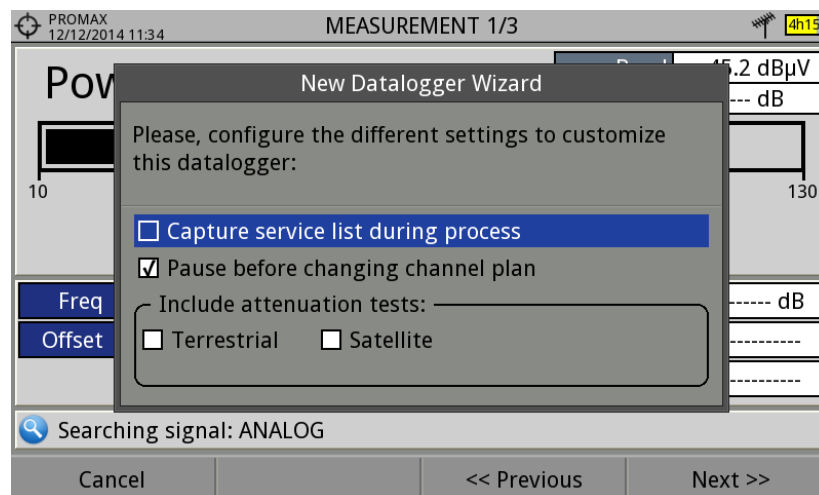 PROMAX
12/12/2014 11:34
MEASUREMENT 1/3
4h15
Pow
5.2 dBµV
--- dB
New Datalogger Wizard
Please, configure the different settings to customize
this datalogger:
10
130
Capture service list during process
Pause before changing channel plan
Include attenuation tests:
Terrestrial
Satellite
Freq
------ dB
Offset
----------
----------
Searching signal: ANALOG
Cancel
<< Previous
Next >>